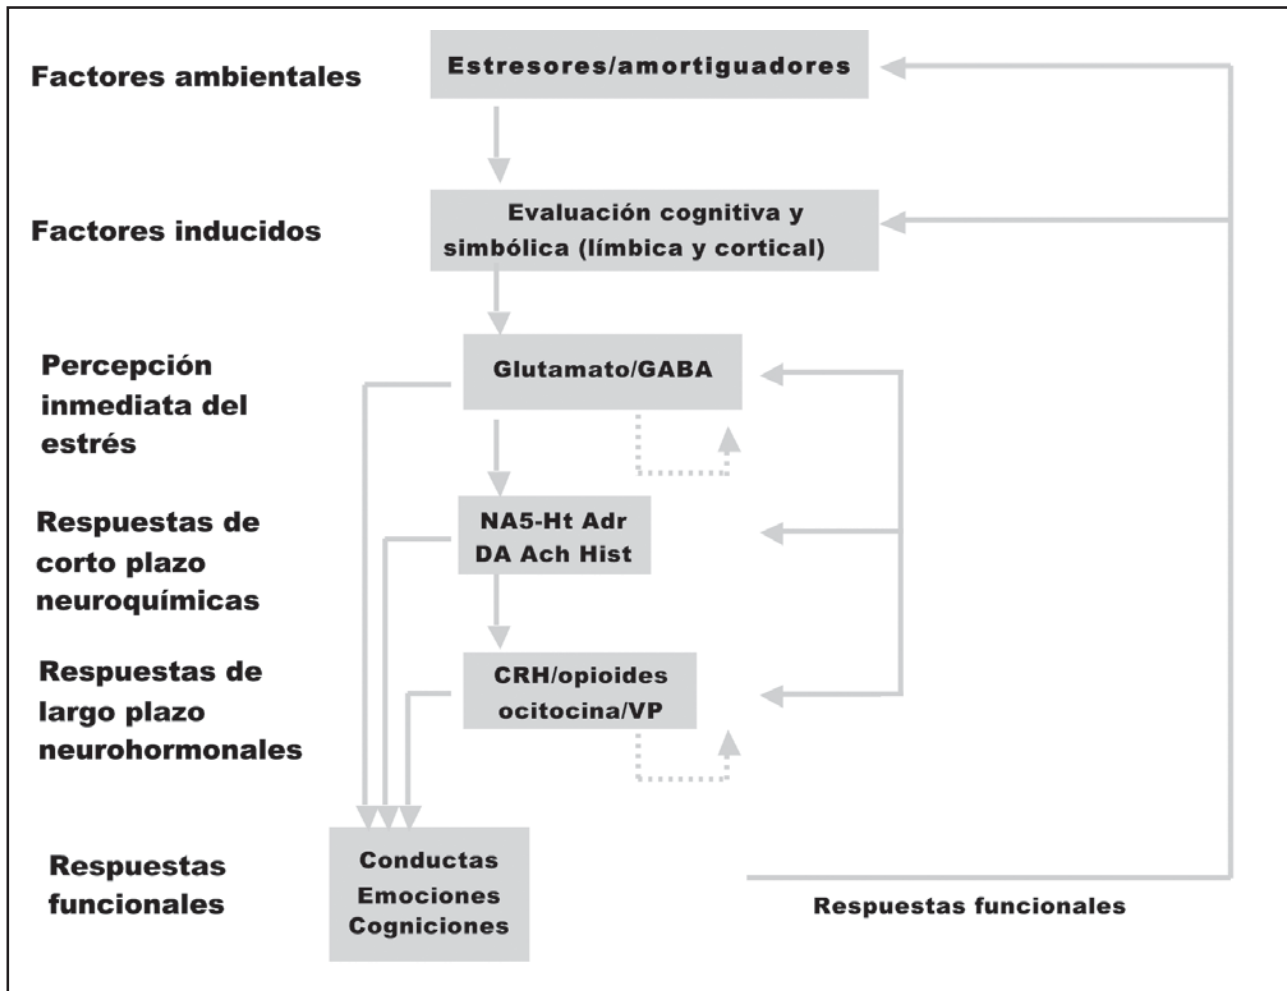 Factores ambientales
Estresores/amortiguadores
Factores inducidos
Evaluación cognitiva y
simbólica (límbica y cortical)
Percepción
inmediata del
estrés
Glutamato/GABA
Respuestas de
corto plazo
neuroquímicas
NA5-Ht Adr
DA Ach Hist
Respuestas de
largo plazo
neurohormonales
CRH/opioides
ocitocina/VP
Respuestas
funcionales
Conductas
Emociones
Cogniciones
Respuestas funcionales